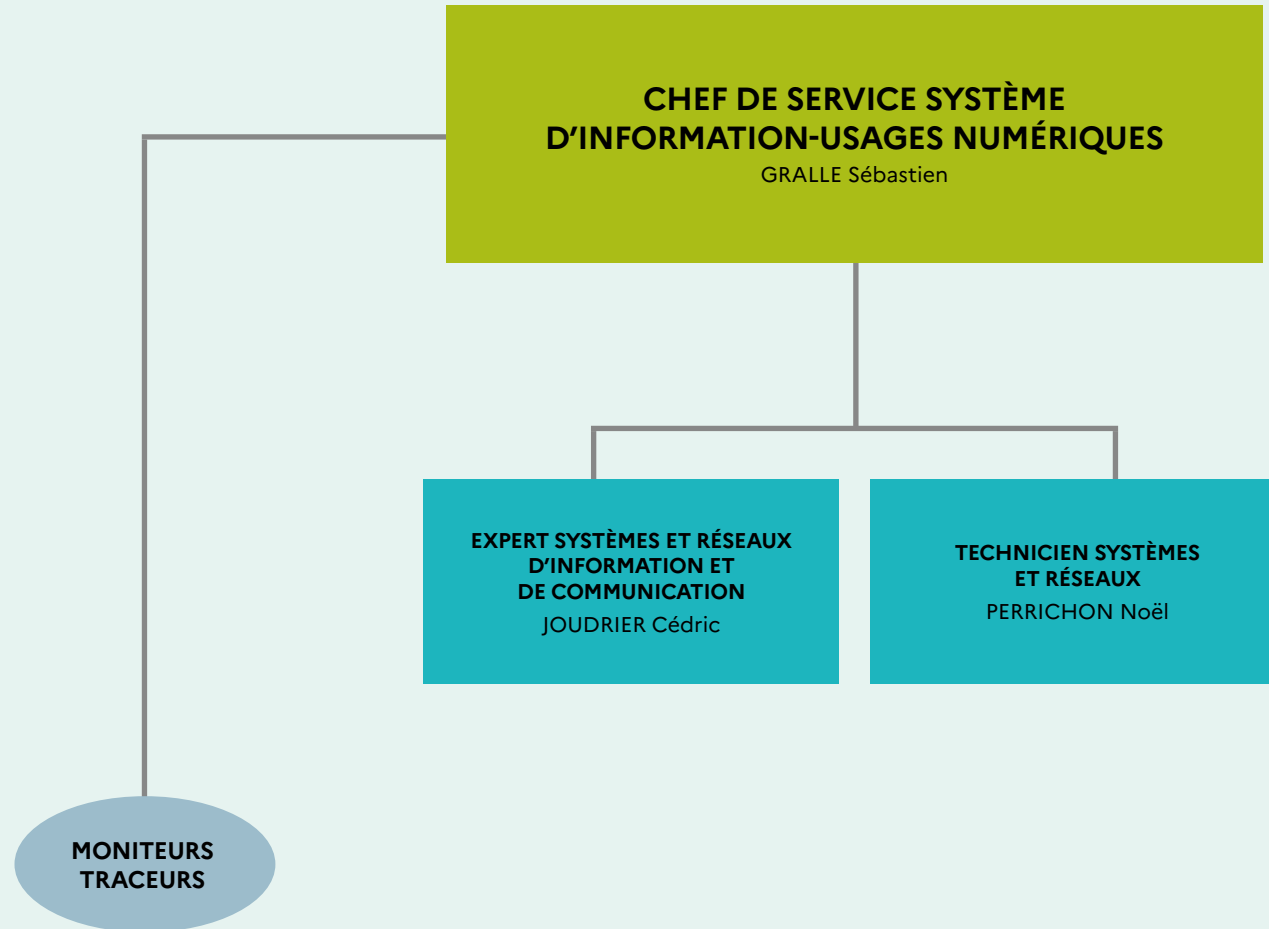 CHEF DE SERVICE SYSTÈME
D’INFORMATION-USAGES NUMÉRIQUES
GRALLE Sébastien
EXPERT SYSTÈMES ET RÉSEAUX
D’INFORMATION ET
DE COMMUNICATION
JOUDRIER Cédric
TECHNICIEN SYSTÈMES
ET RÉSEAUX
PERRICHON Noël
MONITEURS
TRACEURS